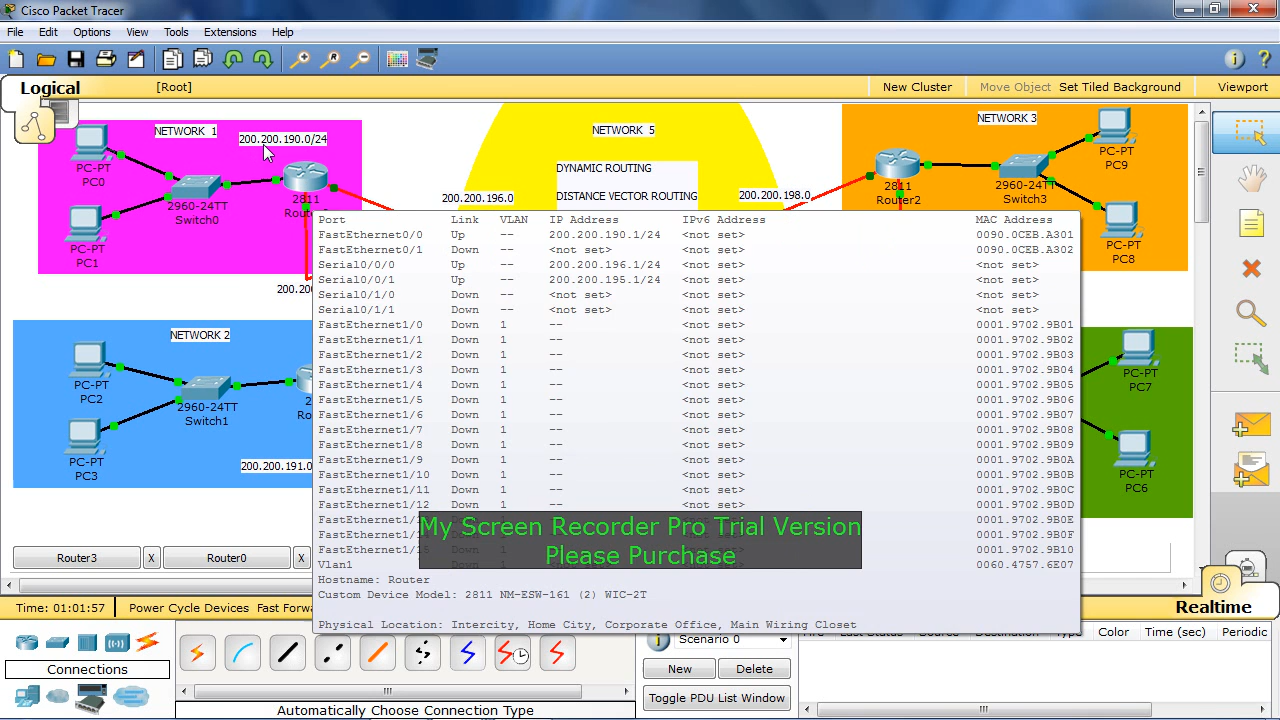 Cisco Packet Tracer
File Edit Options View Tools Extensions Help
Logical [Root] New Cluster Move Object Set Tiled Background Viewport
NETWORK 1
200.200.190.0/24
PC-PT
PC0
2960-24TT
Switch0
2811
PC-PT
PC1
NETWORK 5
DYNAMIC ROUTING
DISTANCE VECTOR ROUTING
200.200.196.0
200.200.198.0
NETWORK 3
2811
Router2
2960-24TT
Switch3
PC-PT
PC9
PC-PT
PC8
NETWORK 2
PC-PT
PC2
2960-24TT
Switch1
PC-PT
PC3
200.200.191.0
PC-PT
PC7
PC-PT
PC6
Port Link VLAN IP Address IPv6 Address MAC Address
FastEthernet0/0 Up -- 200.200.190.1/24 <not set> 0090.0CEB.A301
FastEthernet0/1 Down -- <not set> <not set> 0090.0CEB.A302
Serial0/0/0 Up -- 200.200.196.1/24 <not set> <not set>
Serial0/0/1 Up -- 200.200.195.1/24 <not set> <not set>
Serial0/1/0 Down -- <not set> <not set> <not set>
Serial0/1/1 Down -- <not set> <not set> <not set>
FastEthernet1/0 Down 1 -- <not set> 0001.9702.9B01
FastEthernet1/1 Down 1 -- <not set> 0001.9702.9B02
FastEthernet1/2 Down 1 -- <not set> 0001.9702.9B03
FastEthernet1/3 Down 1 -- <not set> 0001.9702.9B04
FastEthernet1/4 Down 1 -- <not set> 0001.9702.9B05
FastEthernet1/5 Down 1 -- <not set> 0001.9702.9B06
FastEthernet1/6 Down 1 -- <not set> 0001.9702.9B07
FastEthernet1/7 Down 1 -- <not set> 0001.9702.9B08
FastEthernet1/8 Down 1 -- <not set> 0001.9702.9B09
FastEthernet1/9 Down 1 -- <not set> 0001.9702.9B0A
FastEthernet1/10 Down 1 -- <not set> 0001.9702.9B0B
FastEthernet1/11 Down 1 -- <not set> 0001.9702.9B0C
FastEthernet1/12 Down 1 -- <not set> 0001.9702.9B0D
0001.9702.9B0E
0001.9702.9B0F
0001.9702.9B10
Vlan1 0060.4757.6E07
Hostname: Router
Custom Device Model: 2811 NM-ESW-161 (2) WIC-2T
Physical Location: Intercity, Home City, Corporate Office, Main Wiring Closet
My Screen Recorder Pro Trial Version
Please Purchase
Router3 X Router0 X
Time: 01:01:57 Power Cycle Devices Realtime
Connections
Automatically Choose Connection Type
Scenario 0
New Delete
Toggle PDU List Window
Color Time (sec) Periodic